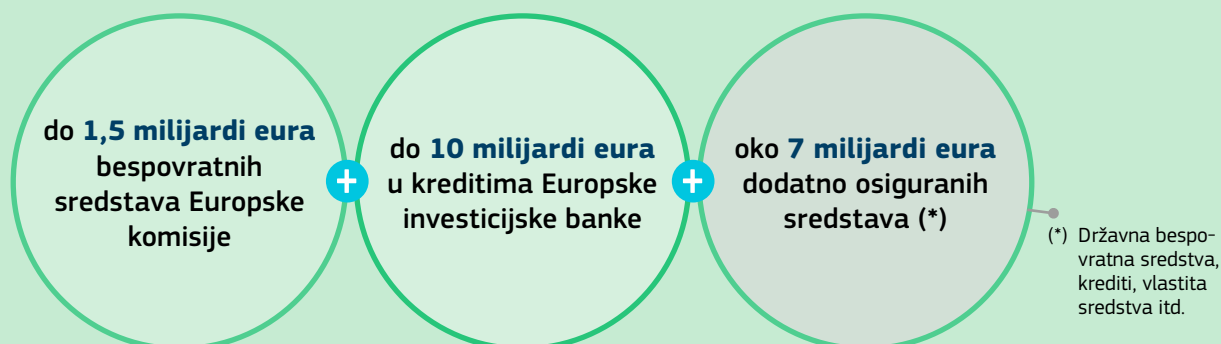 do 1,5 milijardi eura
bespovratnih
sredstava Europske
komisije
+
do 10 milijardi eura
u kreditima Europske
investicijske banke
+
oko 7 milijardi eura
dodatno osiguranih
sredstava (*)
(*) Državna bespo-
vratna sredstva,
krediti, vlastita
sredstva itd.